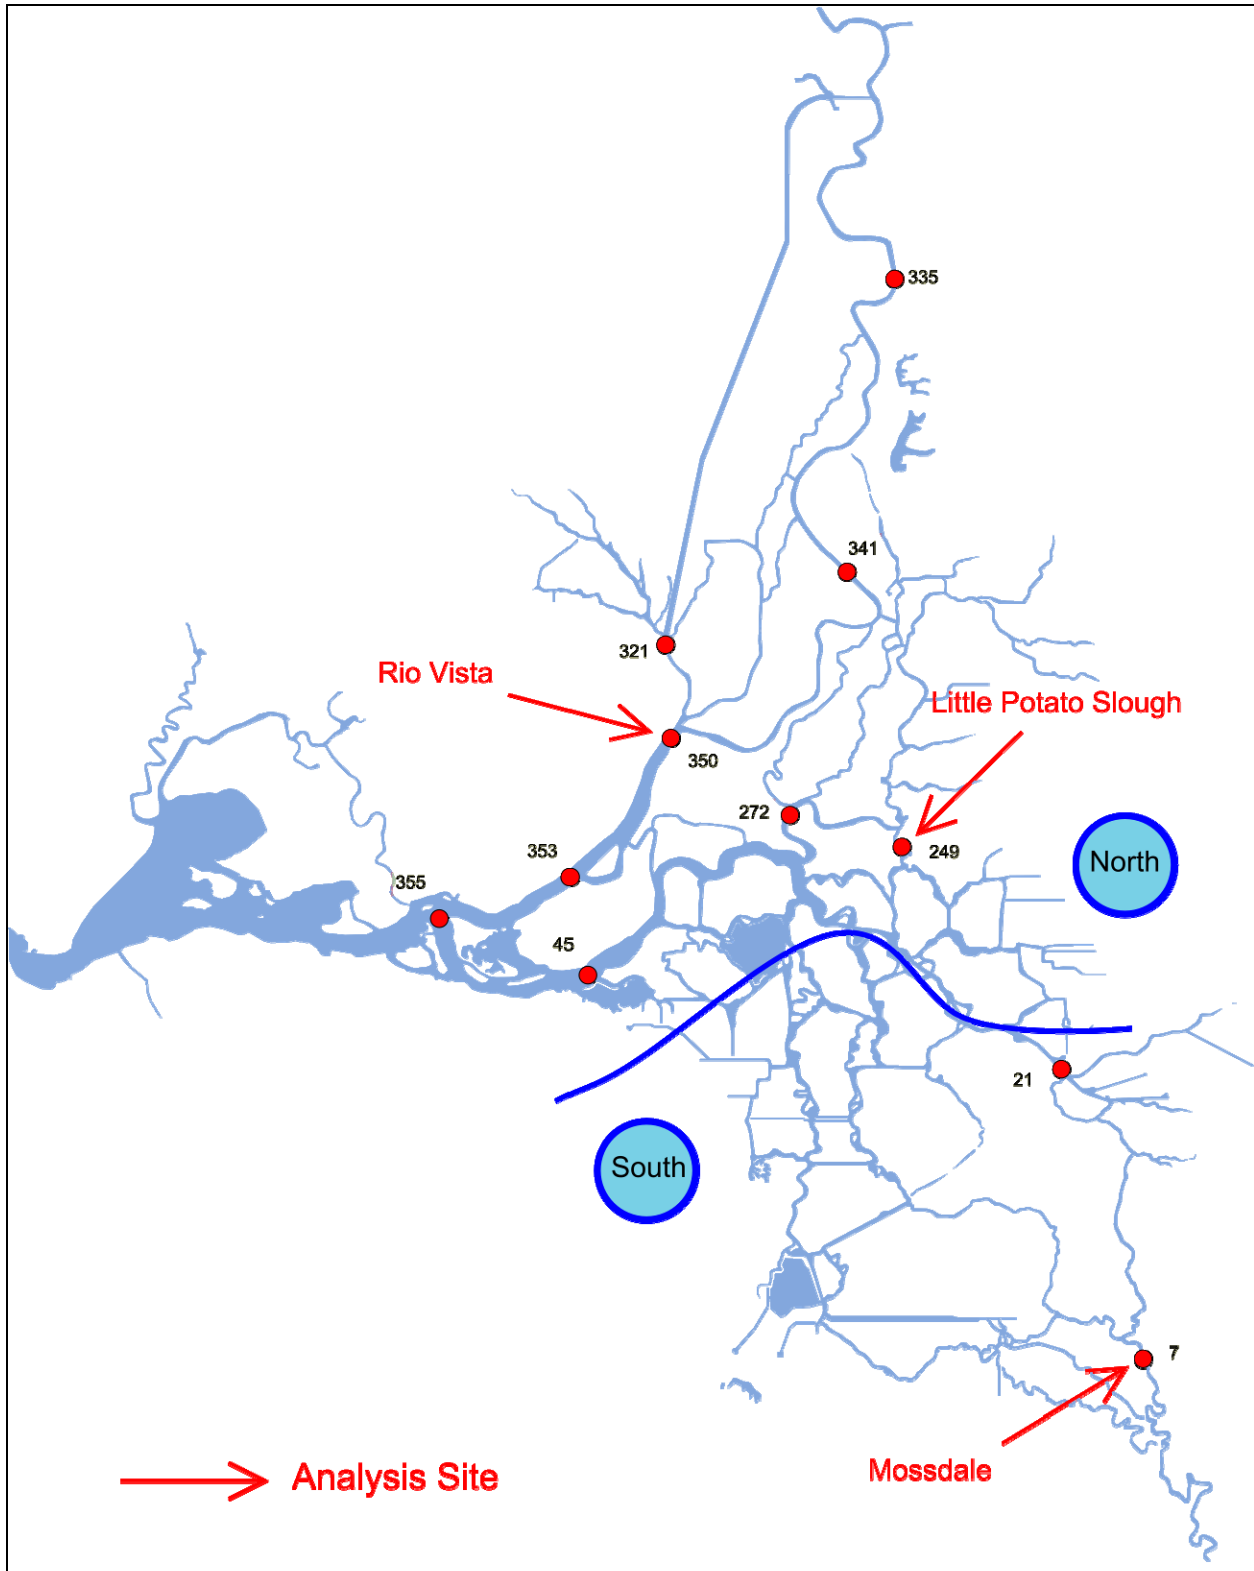 335
341
321
Rio Vista
Little Potato Slough
350
272
249
North
353
355
45
21
South
7
Mossdale
Analysis Site